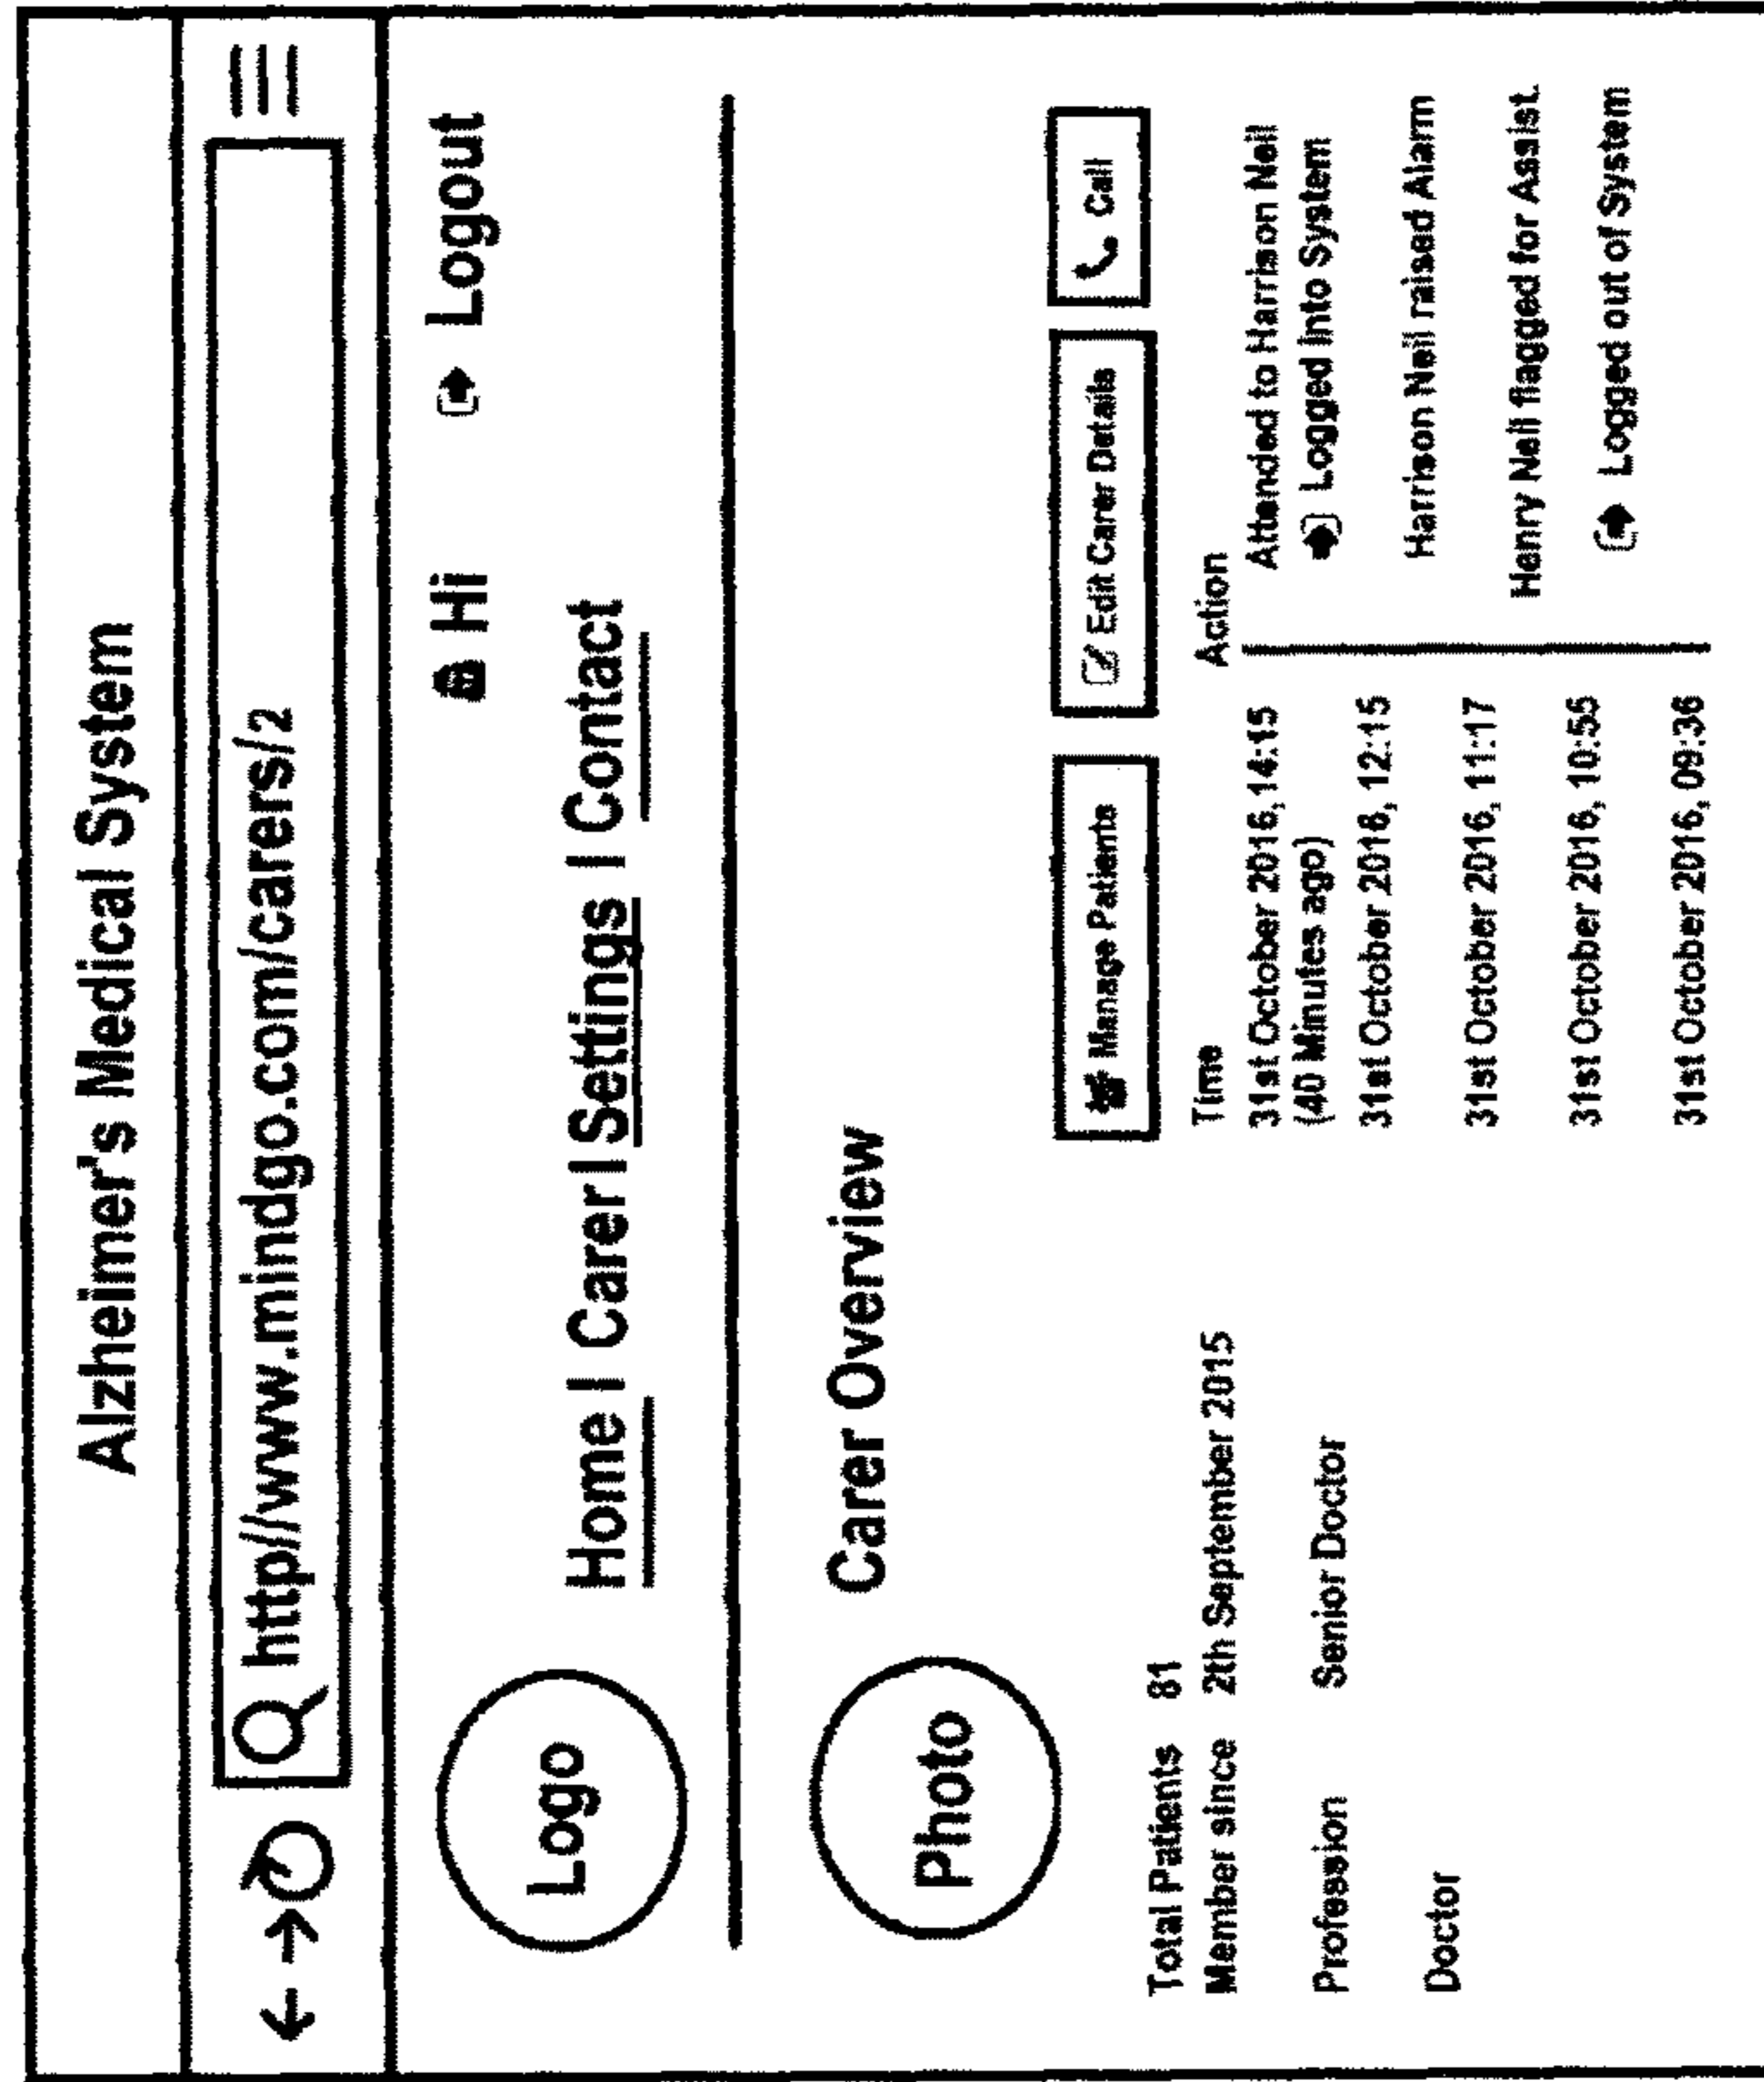 Alzheimer's Medical System
http//www.mindgo.com/carers/2
Hi Logout
Logo
Home | Carer | Settings | Contact
Photo
Carer Overview
Manage Patients
Edit Carer Details
Call
Total Patients 81
Member since 2th September 2015
Profession Senior Doctor
Doctor
Time Action
31st October 2016, 14:15 Attended to Harrison Neil
(40 Minutes ago) Logged Into System
31st October 2016, 12:15
Harrison Neil raised Alarm
31st October 2016, 11:17
Henry Neil flagged for Assist.
31st October 2016, 10:55
Logged out of System
31st October 2016, 09:36